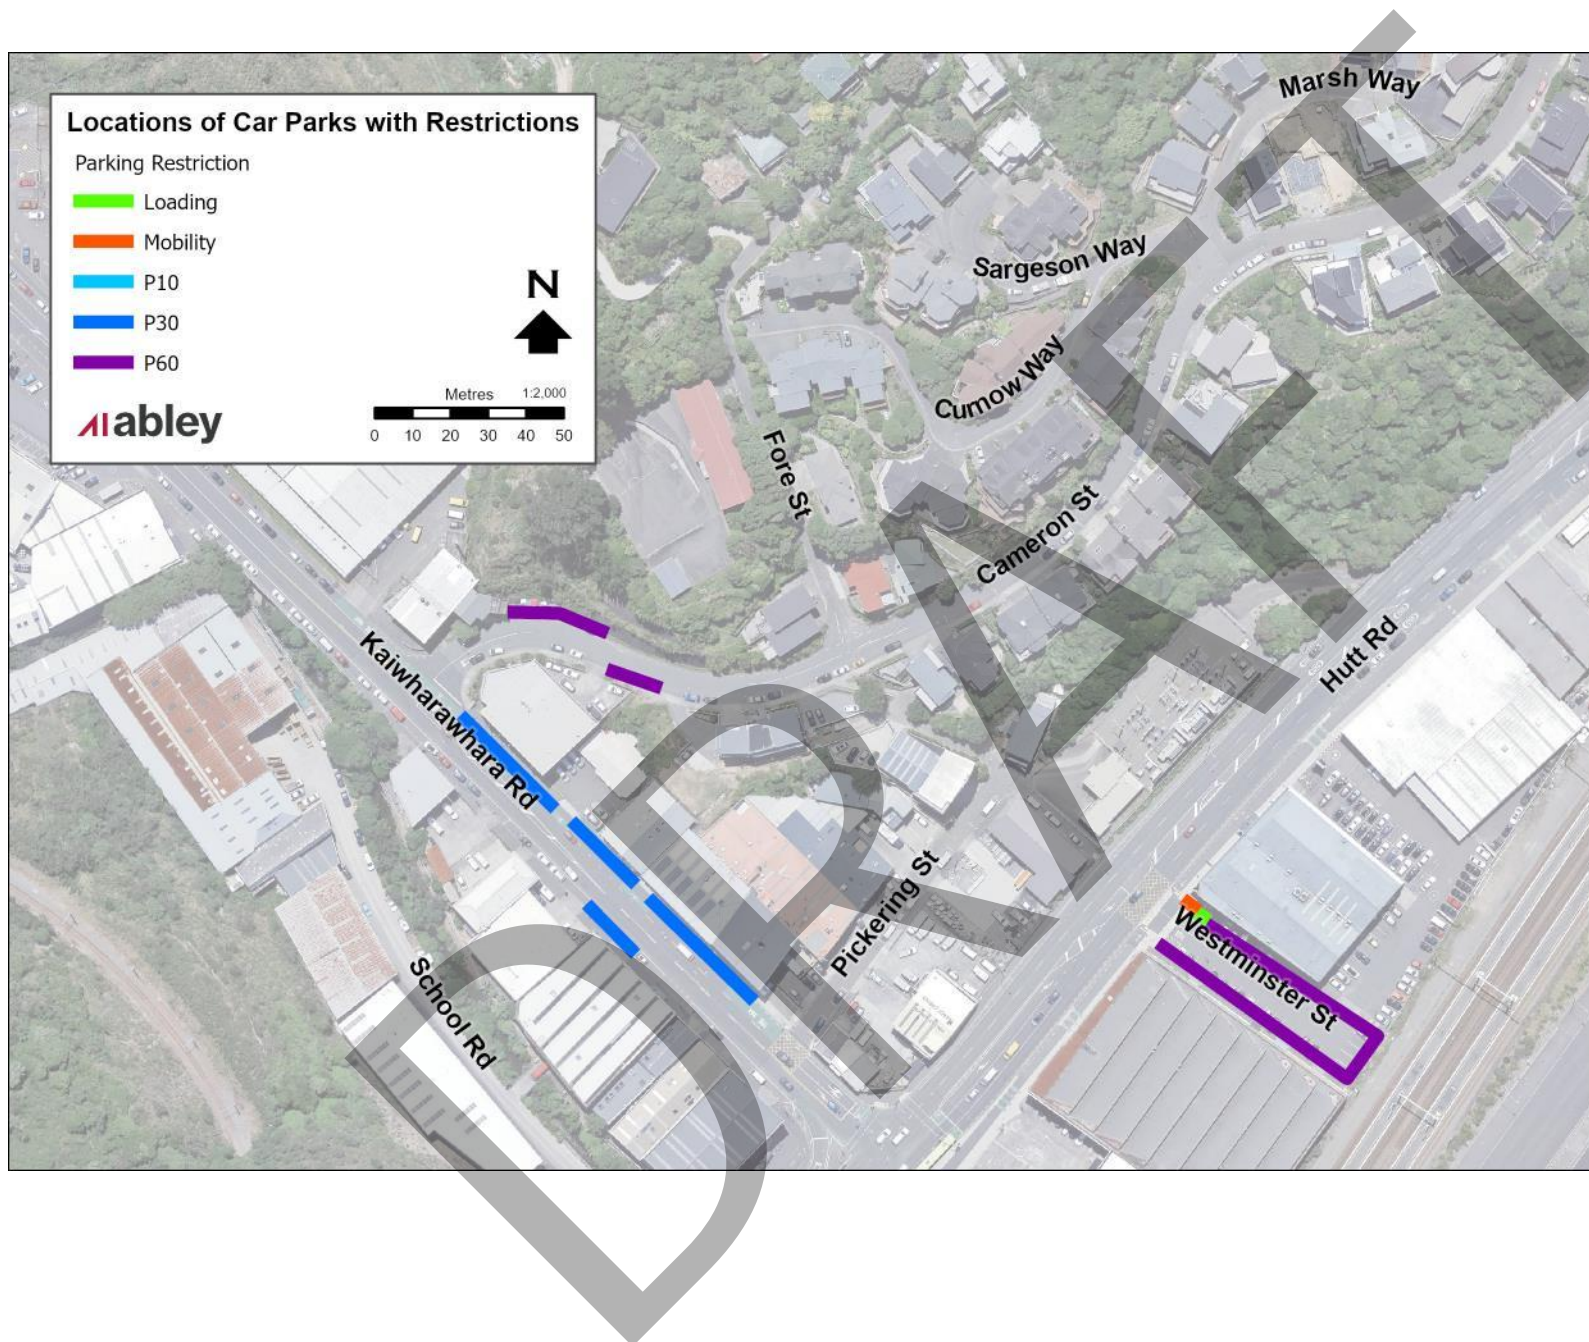 Locations of Car Parks with Restrictions
Parking Restriction
Loading
Mobility
P10
P30
P60
N
Metres 1:2,000
0 10 20 30 40 50
abley
Marsh Way
Sargeson Way
Curnow Way
Fore St
Cameron St
Hutt Rd
Kaiwharawhara Rd
Pickering St
Westminster St
School Rd
DRAFT